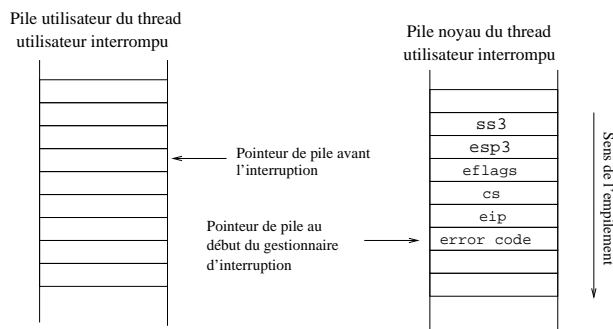 Pile utilisateur du thread
utilisateur interrompu
Pile noyau du thread
utilisateur interrompu
ss3
esp3
eflags
cs
eip
error code
Pointeur de pile avant
l'interruption
Pointeur de pile au
début du gestionnaire
d'interruption
Sens de l'empilement